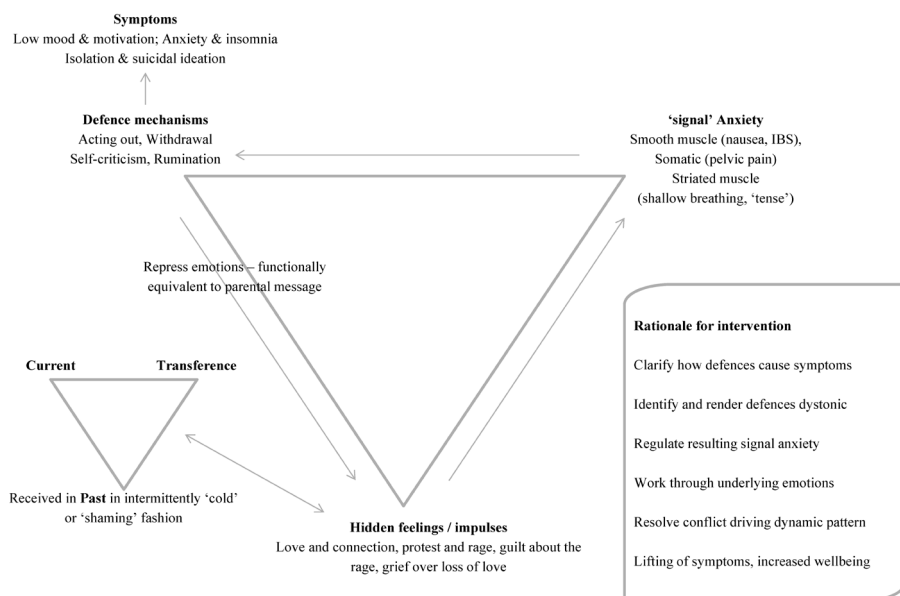 Symptoms
Low mood & motivation; Anxiety & insomnia
Isolation & suicidal ideation
Defence mechanisms
Acting out, Withdrawal
Self-criticism, Rumination
‘signal’ Anxiety
Smooth muscle (nausea, IBS),
Somatic (pelvic pain)
Striated muscle
(shallow breathing, ‘tense’)
Repress emotions – functionally
equivalent to parental message
Current
Transference
Received in Past in intermittently ‘cold’
or ‘shaming’ fashion
Hidden feelings / impulses
Love and connection, protest and rage, guilt about the
rage, grief over loss of love
Rationale for intervention
Clarify how defences cause symptoms
Identify and render defences dystonic
Regulate resulting signal anxiety
Work through underlying emotions
Resolve conflict driving dynamic pattern
Lifting of symptoms, increased wellbeing